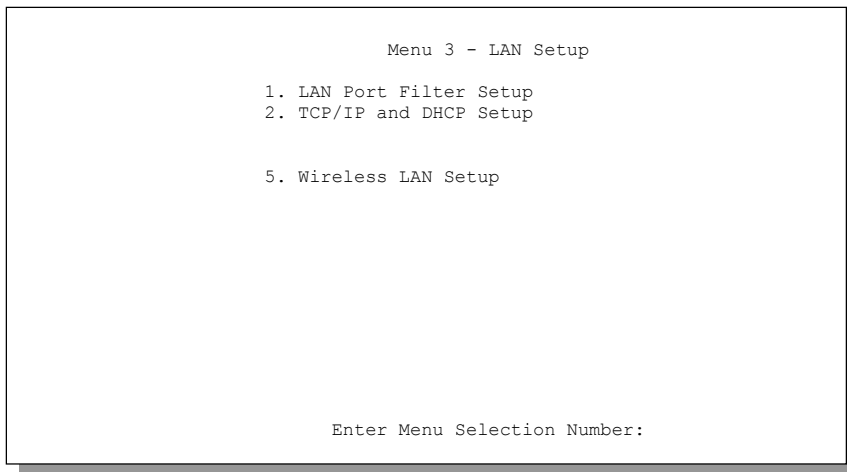 Menu 3 - LAN Setup
1. LAN Port Filter Setup
2. TCP/IP and DHCP Setup
5. Wireless LAN Setup
Enter Menu Selection Number: